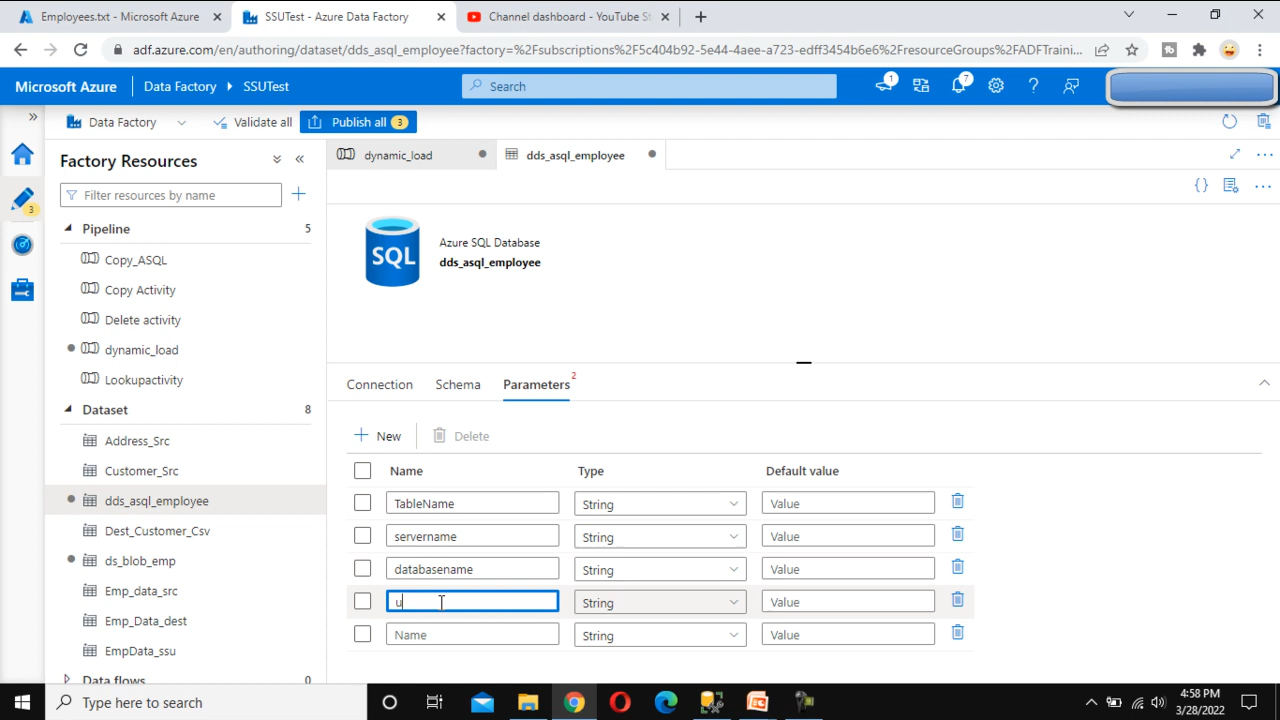 Employees.txt - Microsoft Azure
SSUTest - Azure Data Factory
Channel dashboard - YouTube St
adf.azure.com/en/authoring/dataset/dds_asql_employee?factory=%2Fsubscriptions%2F5c404b92-5e44-4aee-a723-edff3454b6e6%2FresourceGroups%2FADFTraini...
Microsoft Azure
Data Factory
SSUTest
Search
1
7
Data Factory
Validate all
Publish all
3
3
Factory Resources
Filter resources by name
Pipeline 5
Copy_ASQL
Copy Activity
Delete activity
dynamic_load
Lookupactivity
Dataset 8
Address_Src
Customer_Src
dds_asql_employee
Dest_Customer_Csv
ds_blob_emp
Emp_data_src
Emp_Data_dest
EmpData_ssu
Data flows 0
dynamic_load
dds_asql_employee
SQL
Azure SQL Database
dds_asql_employee
Connection
Schema
Parameters 2
New
Delete
Name Type Default value
TableName String Value
servername String Value
databasename String Value
u String Value
Name String Value
Type here to search
4:58 PM
3/28/2022